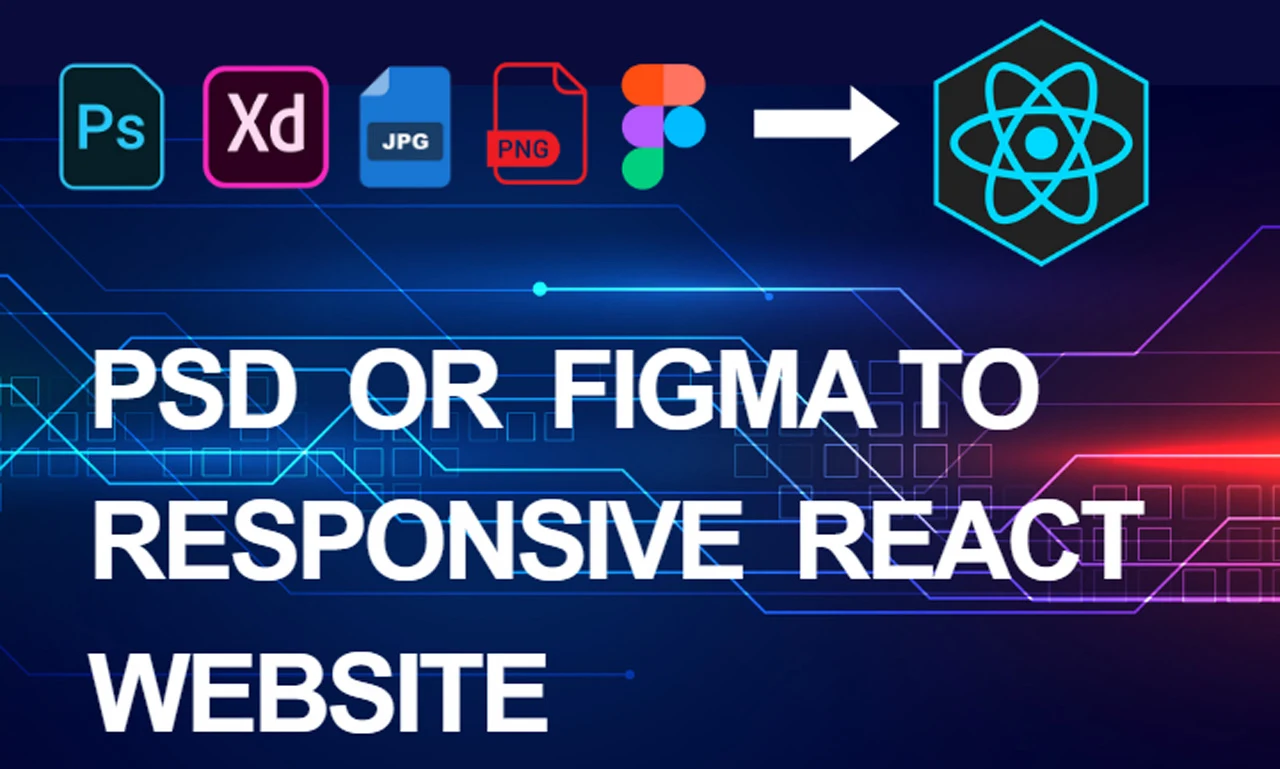 Ps
Xd
JPG
PNG
PSD OR FIGMA TO
RESPONSIVE REACT
WEBSITE